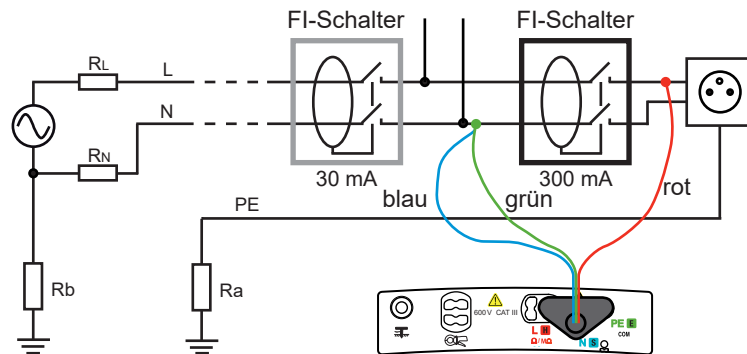 FI-Schalter
FI-Schalter
RL
L
N
RN
30 mA
300 mA
blau
grün
rot
PE
Rb
Ra
600 V CAT III
L H
Ω/MΩ
N S
PE E
COM